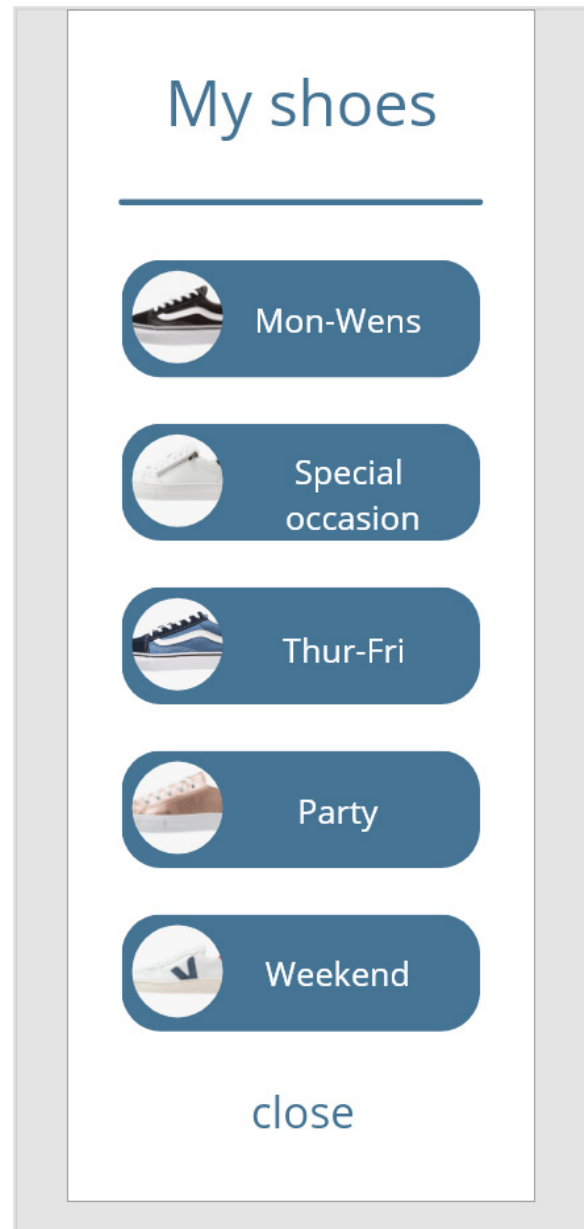 My shoes
Mon-Wens
Special
occasion
Thur-Fri
Party
Weekend
close